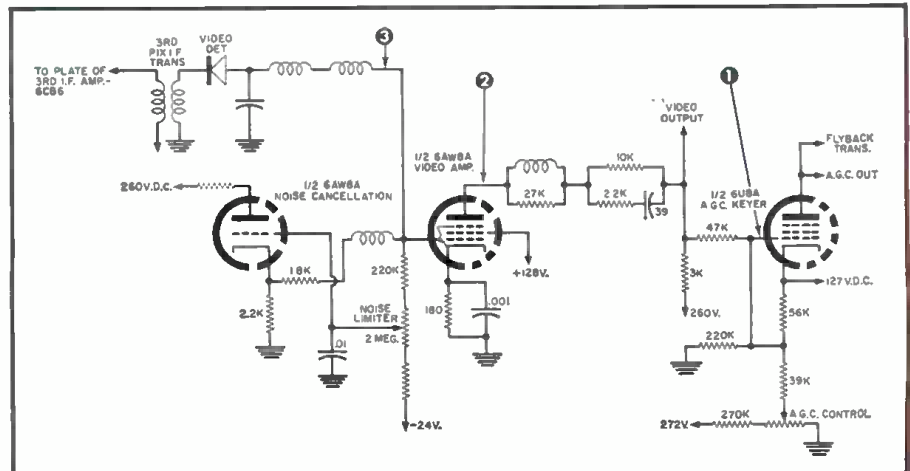 3
3RD
PIX I F
TRANS
VIDEO
DET
TO PLATE OF
3RD I.F. AMP.-
6CB6
2
1
VIDEO
OUTPUT
FLYBACK
TRANS.
A.G.C. OUT
1/2 6AW8A
VIDEO AMP.
10K
27K
2.2K
39
1/2 6U8A
A.G.C. KEYER
260V.D.C.
1/2 6AW8A
NOISE CANCELLATION
47K
+128V.
127V.D.C.
18K
220K
3K
2.2K
NOISE
LIMITER
2 MEG.
180
.001
260V.
56K
.01
220K
39K
-24V.
272V.
270K
A.G.C. CONTROL